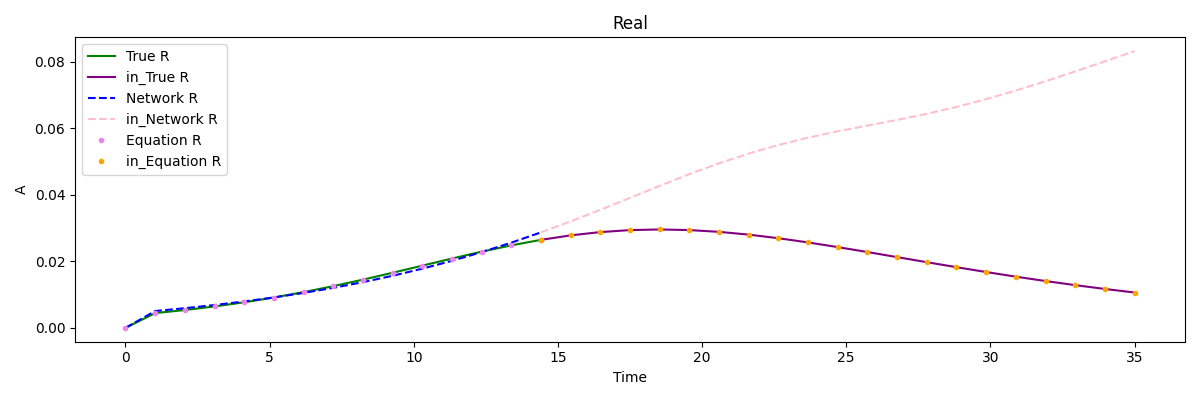 Real
True R
in_True R
Network R
in_Network R
Equation R
in_Equation R
A
0.08
0.06
0.04
0.02
0.00
0 5 10 15 20 25 30 35
Time